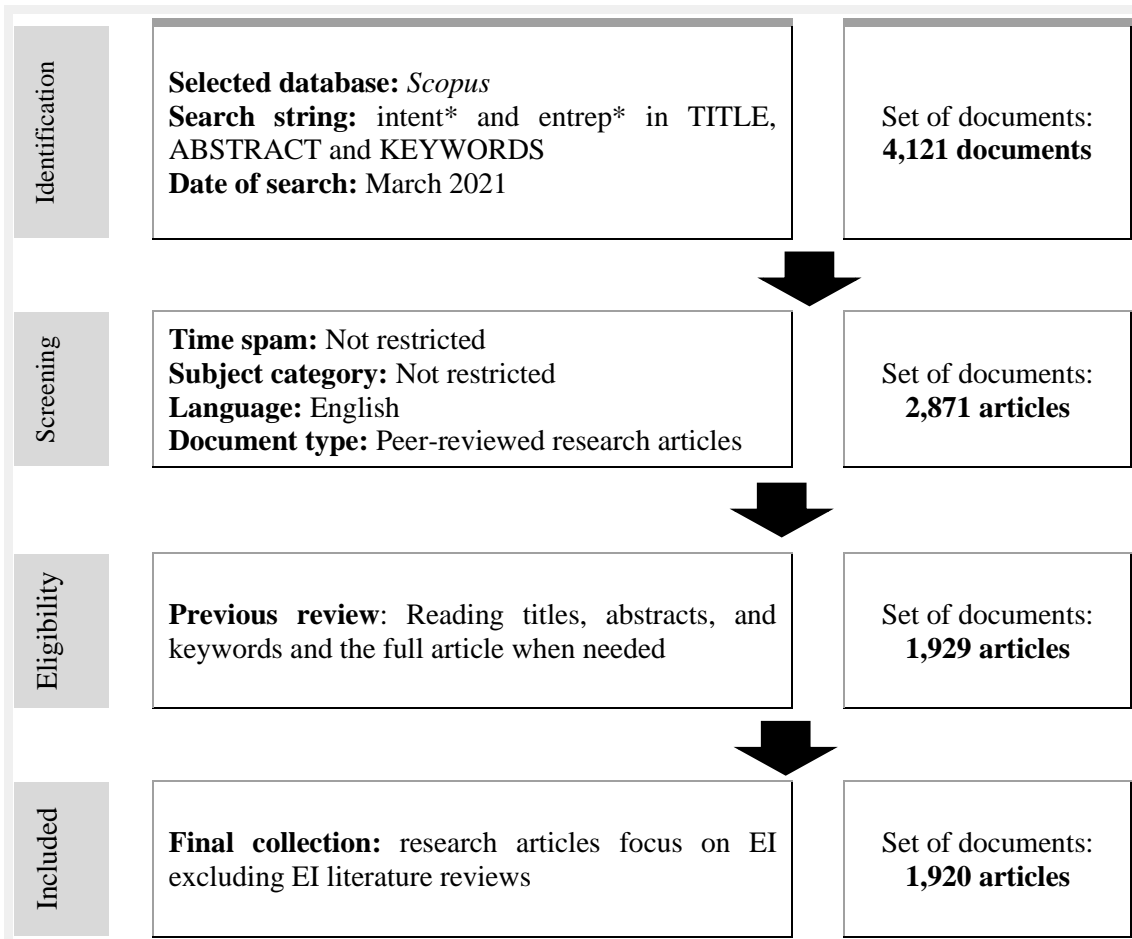 Identification
Selected database: Scopus
Search string: intent* and entrep* in TITLE,
ABSTRACT and KEYWORDS
Date of search: March 2021
Set of documents:
4,121 documents
Screening
Time spam: Not restricted
Subject category: Not restricted
Language: English
Document type: Peer-reviewed research articles
Set of documents:
2,871 articles
Eligibility
Previous review: Reading titles, abstracts, and
keywords and the full article when needed
Set of documents:
1,929 articles
Included
Final collection: research articles focus on EI
excluding EI literature reviews
Set of documents:
1,920 articles